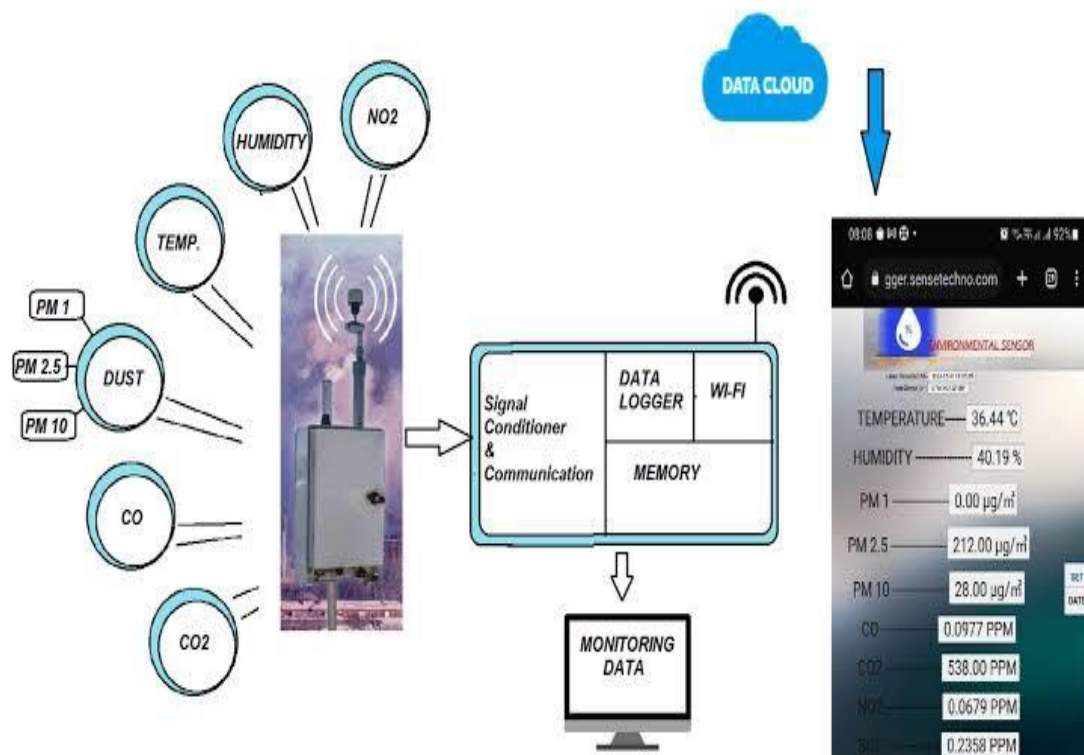 NO2
HUMIDITY
TEMP.
PM 1
PM 2.5
PM 10
DUST
CO
CO2
Signal
Conditioner
&
Communication
DATA
LOGGER
WI-FI
MEMORY
MONITORING
DATA
DATA CLOUD
08:08
92%
gger.sensetechno.com
ENVIRONMENTAL SENSOR
TEMPERATURE 36.44 °C
HUMIDITY 40.19 %
PM 1 0.00 µg/m³
PM 2.5 212.00 µg/m³
PM 10 28.00 µg/m³
CO 0.0977 PPM
CO2 538.00 PPM
NO2 0.0679 PPM
0.2358 PPM
SET
DATE